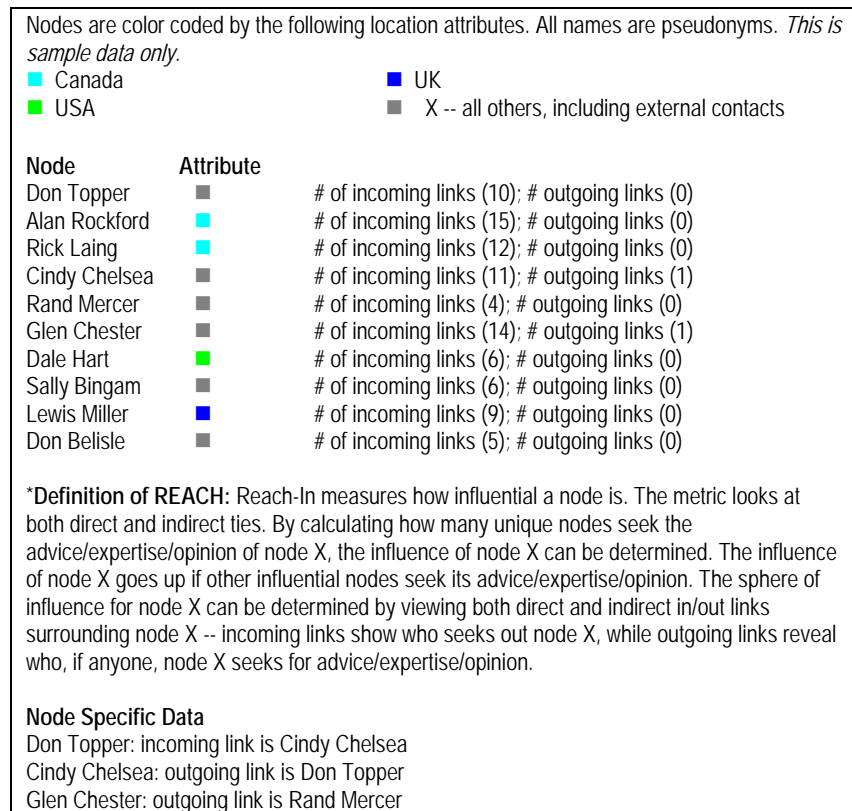 Nodes are color coded by the following location attributes. All names are pseudonyms. This is
sample data only.
Canada UK
USA X -- all others, including external contacts
Node Attribute
Don Topper # of incoming links (10); # outgoing links (0)
Alan Rockford # of incoming links (15); # outgoing links (0)
Rick Laing # of incoming links (12); # outgoing links (0)
Cindy Chelsea # of incoming links (11); # outgoing links (1)
Rand Mercer # of incoming links (4); # outgoing links (0)
Glen Chester # of incoming links (14); # outgoing links (1)
Dale Hart # of incoming links (6); # outgoing links (0)
Sally Bingam # of incoming links (6); # outgoing links (0)
Lewis Miller # of incoming links (9); # outgoing links (0)
Don Belisle # of incoming links (5); # outgoing links (0)
*Definition of REACH: Reach-In measures how influential a node is. The metric looks at
both direct and indirect ties. By calculating how many unique nodes seek the
advice/expertise/opinion of node X, the influence of node X can be determined. The influence
of node X goes up if other influential nodes seek its advice/expertise/opinion. The sphere of
influence for node X can be determined by viewing both direct and indirect in/out links
surrounding node X -- incoming links show who seeks out node X, while outgoing links reveal
who, if anyone, node X seeks for advice/expertise/opinion.
Node Specific Data
Don Topper: incoming link is Cindy Chelsea
Cindy Chelsea: outgoing link is Don Topper
Glen Chester: outgoing link is Rand Mercer